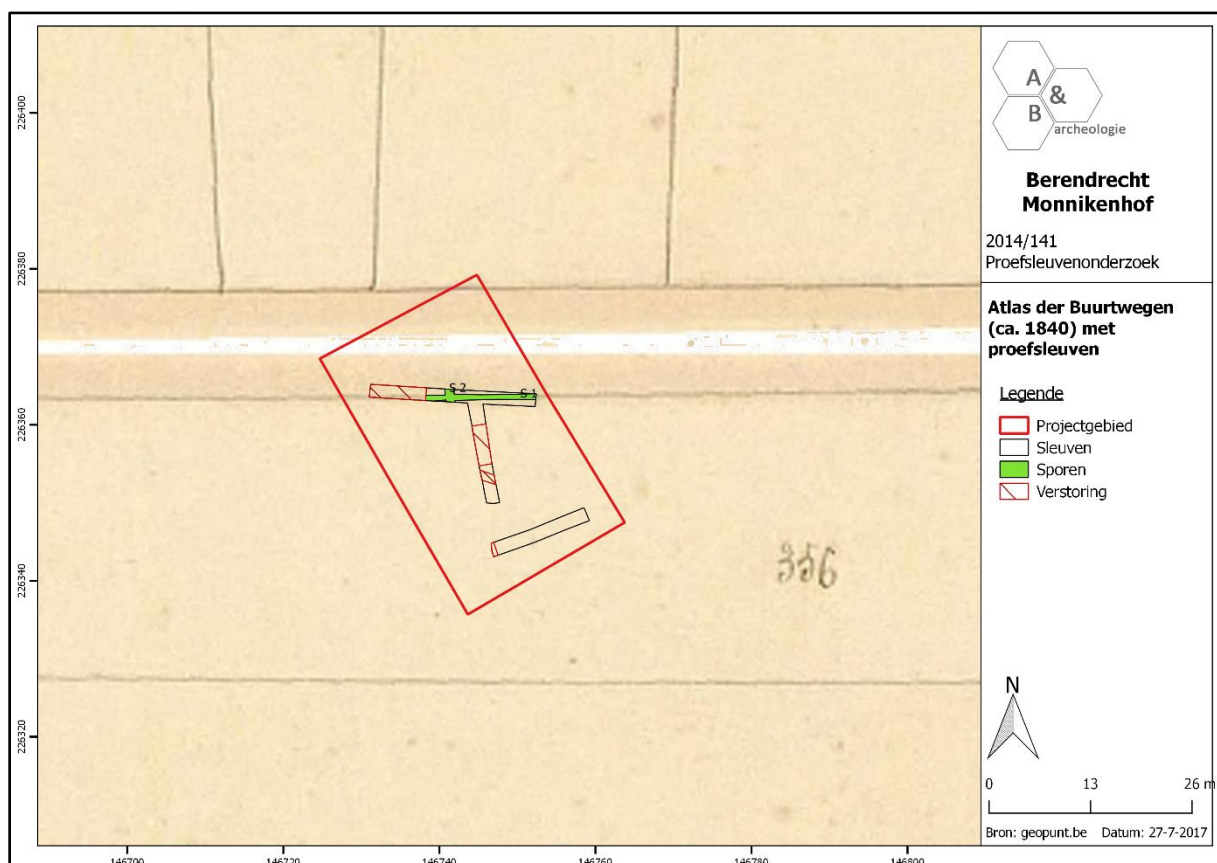 226400
226380
226360
226340
226320
146700
146720
146740
146760
146780
146800
S 2
S 1
356
A
&
B
archeologie
Berendrecht
Monnikenhof
2014/141
Proefsleuvenonderzoek
Atlas der Buurtwegen
(ca. 1840) met
proefsleuven
Legende
Projectgebied
Sleuven
Sporen
Verstoring
N
0 13 26 m
Bron: geopunt.be Datum: 27-7-2017